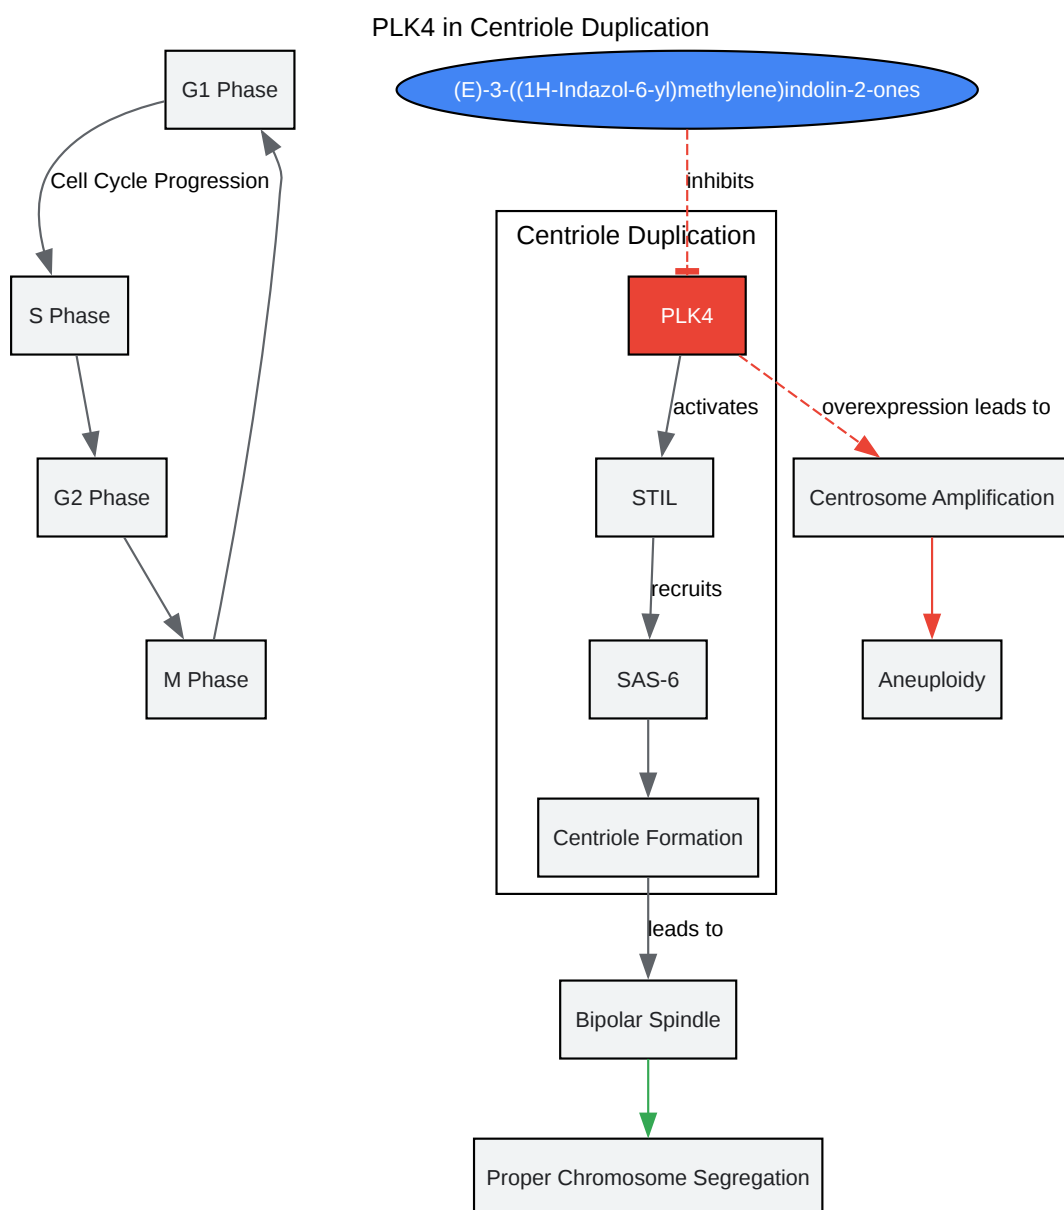 PLK4 in Centriole Duplication
G1 Phase
(E)-3-((1H-Indazol-6-yl)methylene)indolin-2-ones
Cell Cycle Progression
inhibits
Centriole Duplication
S Phase
PLK4
activates
overexpression leads to
G2 Phase
STIL
Centrosome Amplification
recruits
M Phase
SAS-6
Aneuploidy
Centriole Formation
leads to
Bipolar Spindle
Proper Chromosome Segregation